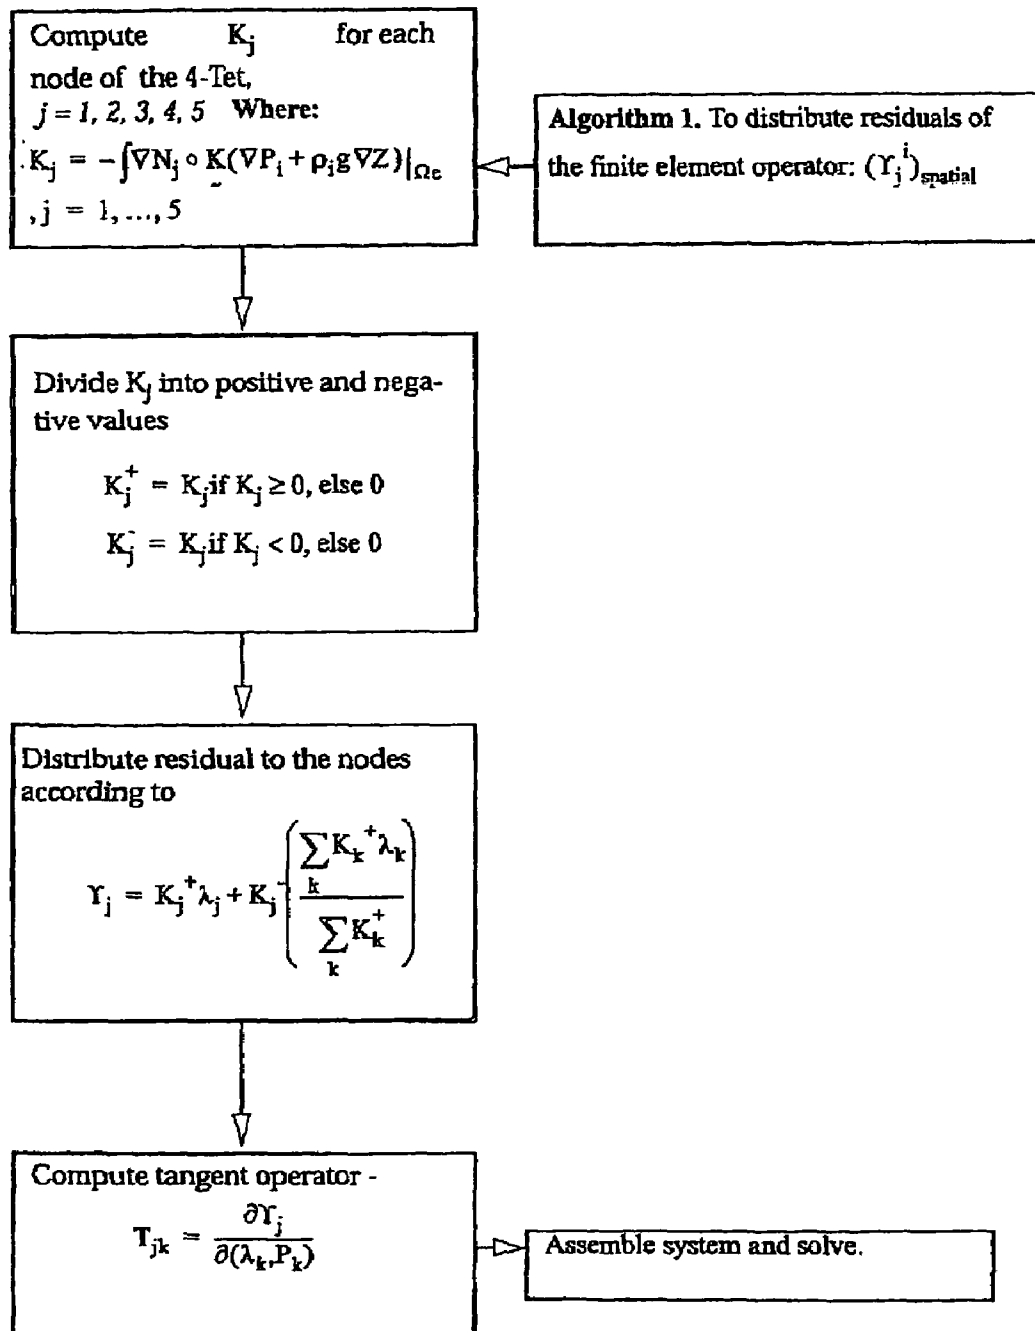 Compute K_j for each
node of the 4-Tet,
j = 1, 2, 3, 4, 5 Where:
K_j = -∫∇N_j ∘ K̰(∇P_i + ρ_i g∇Z)|_Ωe
, j = 1, ..., 5
Algorithm 1. To distribute residuals of
the finite element operator: (Υ_j^i)_spatial
Divide K_j into positive and nega-
tive values
K_j^+ = K_j if K_j ≥ 0, else 0
K_j^- = K_j if K_j < 0, else 0
Distribute residual to the nodes
according to
Υ_j = K_j^+ λ_j + K_j^- (∑_k K_k^+ λ_k / ∑_k K_k^+)
Compute tangent operator -
T_jk = ∂Υ_j / ∂(λ_k, P_k)
Assemble system and solve.